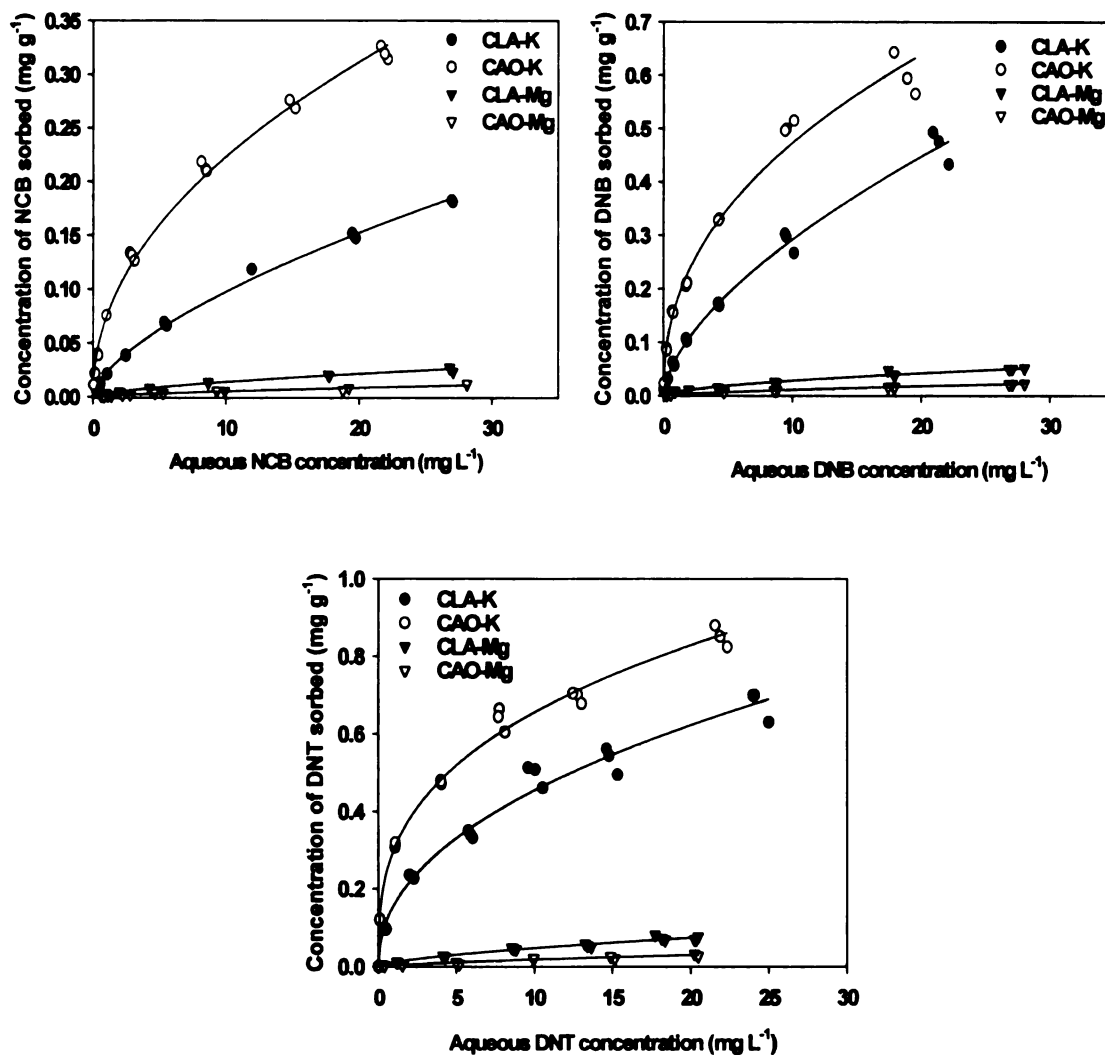 Concentration of NCB sorbed (mg g⁻¹)
0.35
0.30
0.25
0.20
0.15
0.10
0.05
0.00
CLA-K
CAO-K
CLA-Mg
CAO-Mg
0 10 20 30
Aqueous NCB concentration (mg L⁻¹)
Concentration of DNB sorbed (mg g⁻¹)
0.7
0.6
0.5
0.4
0.3
0.2
0.1
0.0
CLA-K
CAO-K
CLA-Mg
CAO-Mg
0 10 20 30
Aqueous DNB concentration (mg L⁻¹)
Concentration of DNT sorbed (mg g⁻¹)
1.0
0.8
0.6
0.4
0.2
0.0
CLA-K
CAO-K
CLA-Mg
CAO-Mg
0 5 10 15 20 25 30
Aqueous DNT concentration (mg L⁻¹)